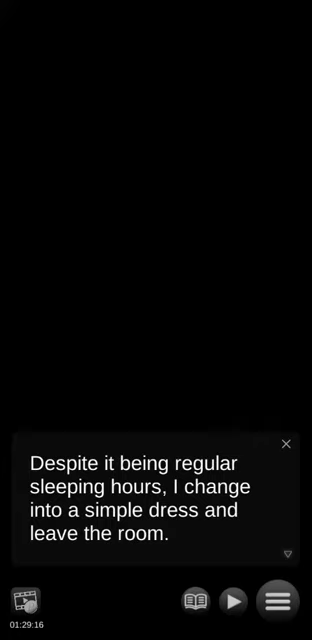 Despite it being regular
sleeping hours, I change
into a simple dress and
leave the room.
01:29:16